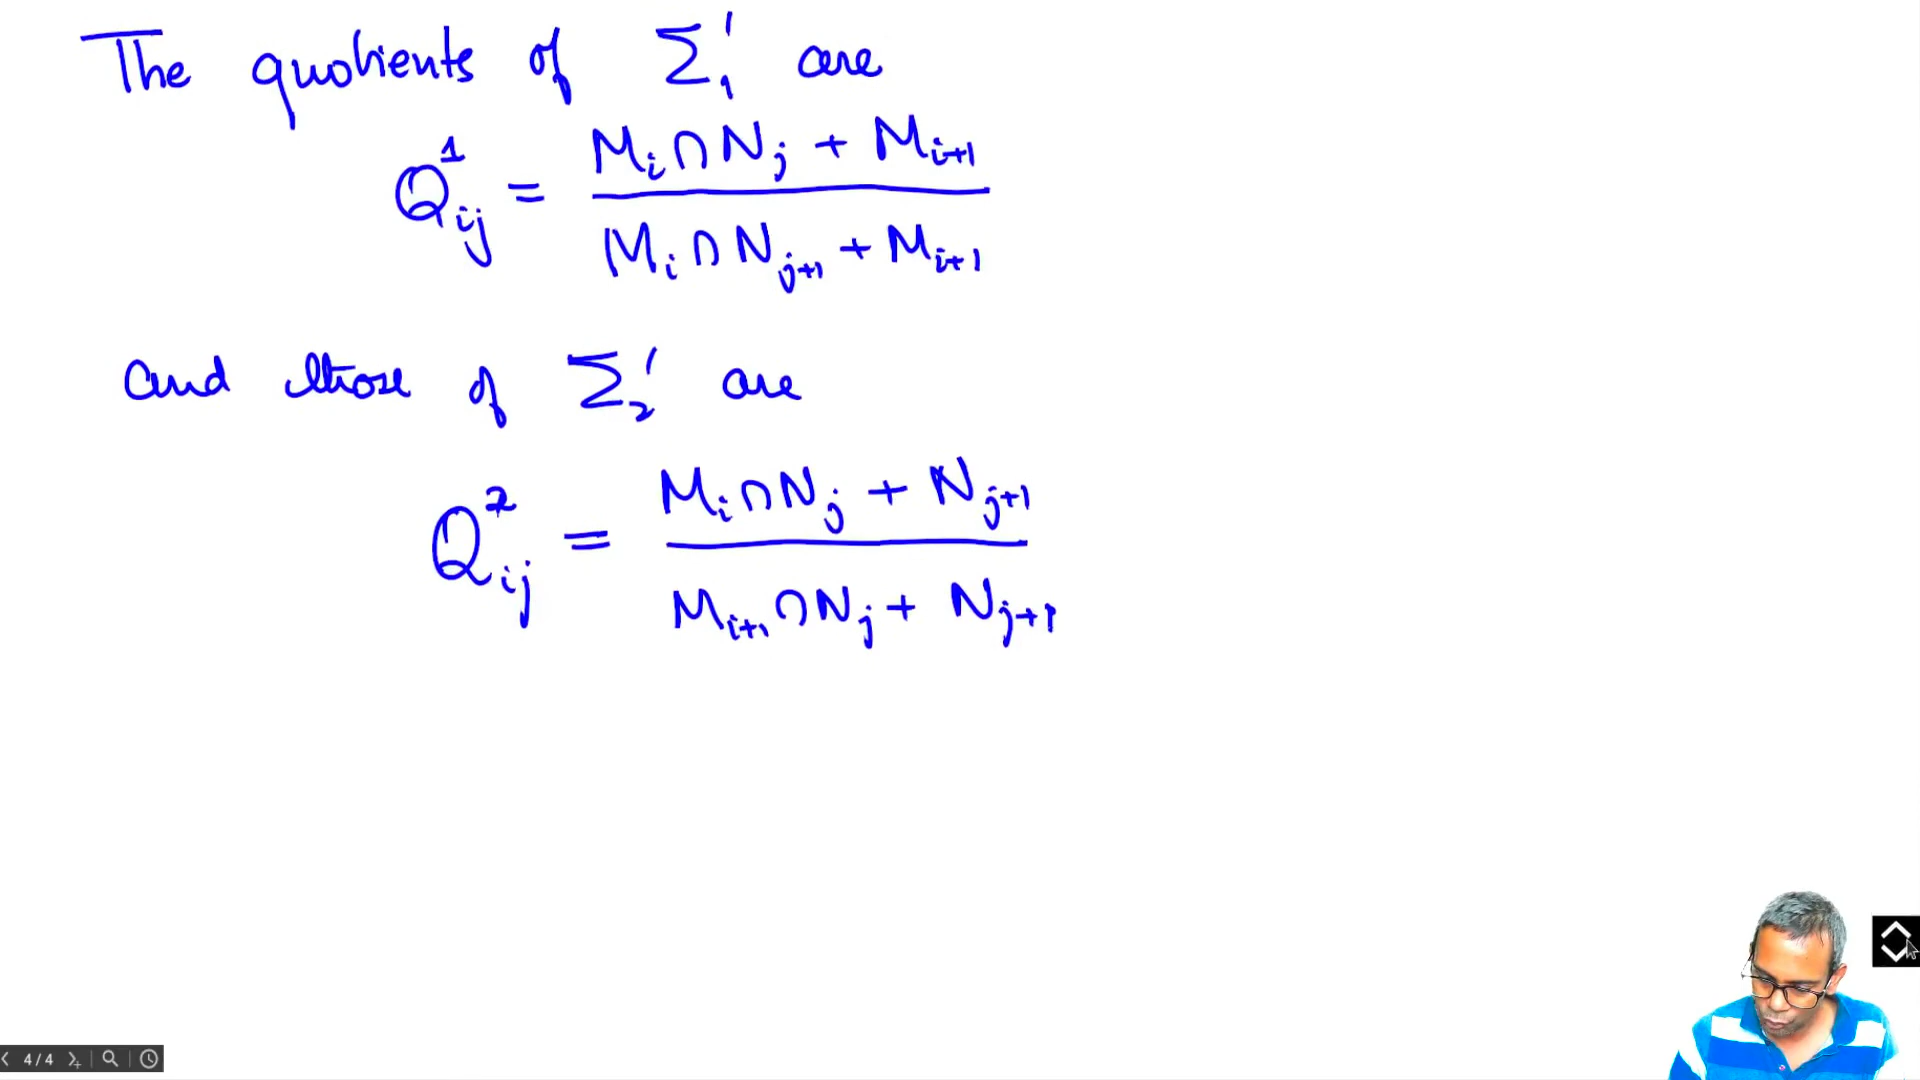 The quotients of Σ₁' are
Q¹ᵢⱼ = (Mᵢ ∩ Nⱼ + Mᵢ₊₁) / (Mᵢ ∩ Nⱼ₊₁ + Mᵢ₊₁)
and those of Σ₂' are
Q²ᵢⱼ = (Mᵢ ∩ Nⱼ + Nⱼ₊₁) / (Mᵢ₊₁ ∩ Nⱼ + Nⱼ₊₁)
4/4